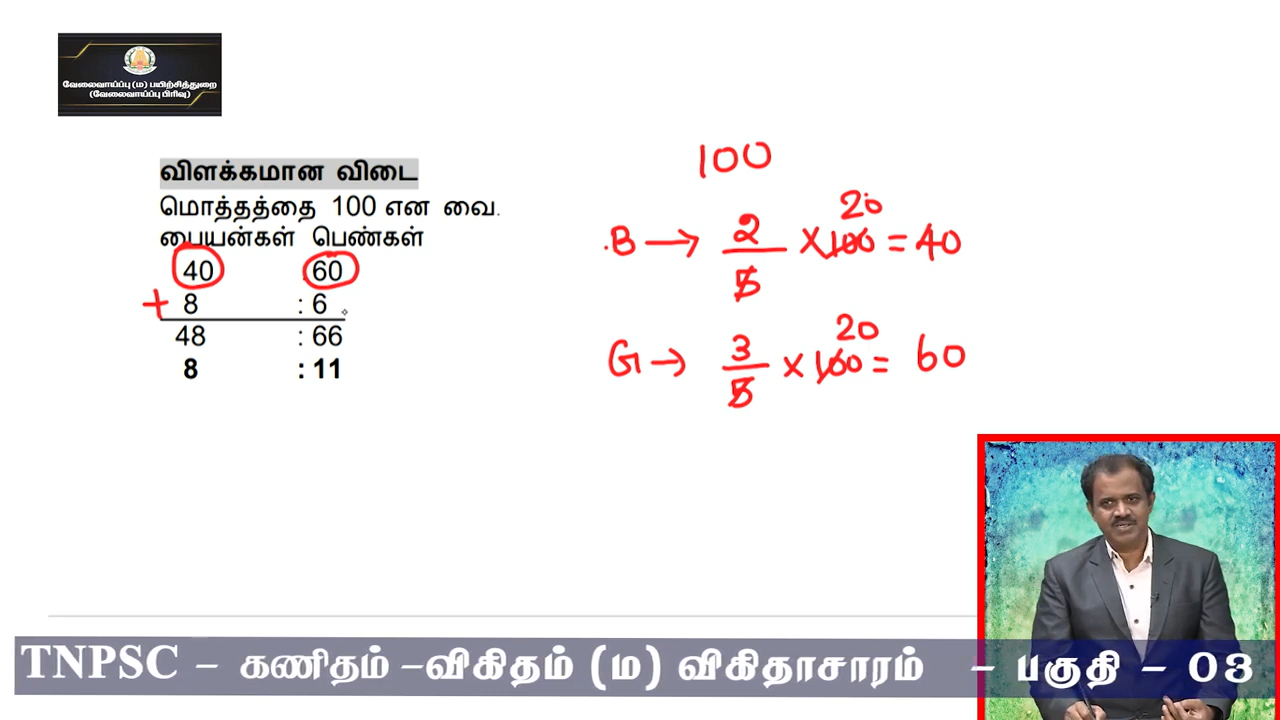 வேலைவாய்ப்பு (ம) பயிற்சித்துறை
(வேலைவாய்ப்பு பிரிவு)
விளக்கமான விடை
மொத்தத்தை 100 என வை.
பையன்கள் பெண்கள்
40 : 60
+ 8 : 6
48 : 66
8 : 11
100
B → 2/5 × 100 20 = 40
G → 3/5 × 100 20 = 60
TNPSC – கணிதம் –விகிதம் (ம) விகிதாசாரம் – பகுதி – 03